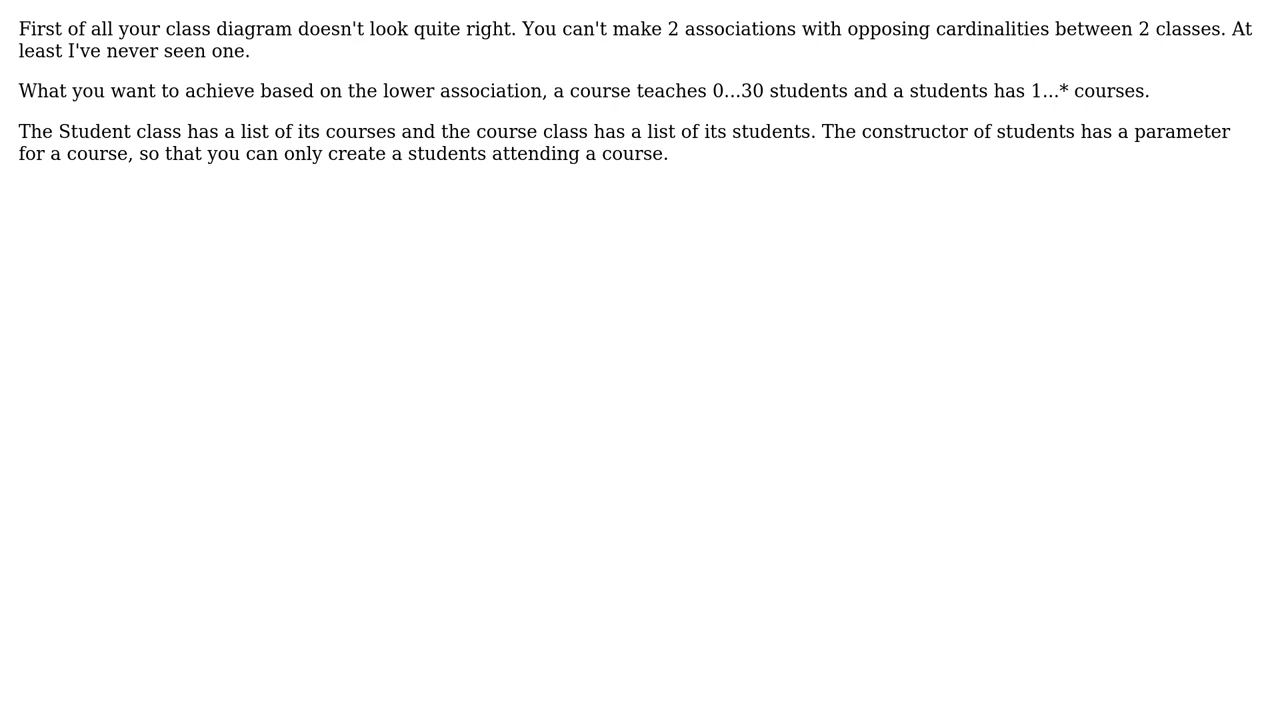 First of all your class diagram doesn't look quite right. You can't make 2 associations with opposing cardinalities between 2 classes. At
least I've never seen one.
What you want to achieve based on the lower association, a course teaches 0...30 students and a students has 1...* courses.
The Student class has a list of its courses and the course class has a list of its students. The constructor of students has a parameter
for a course, so that you can only create a students attending a course.